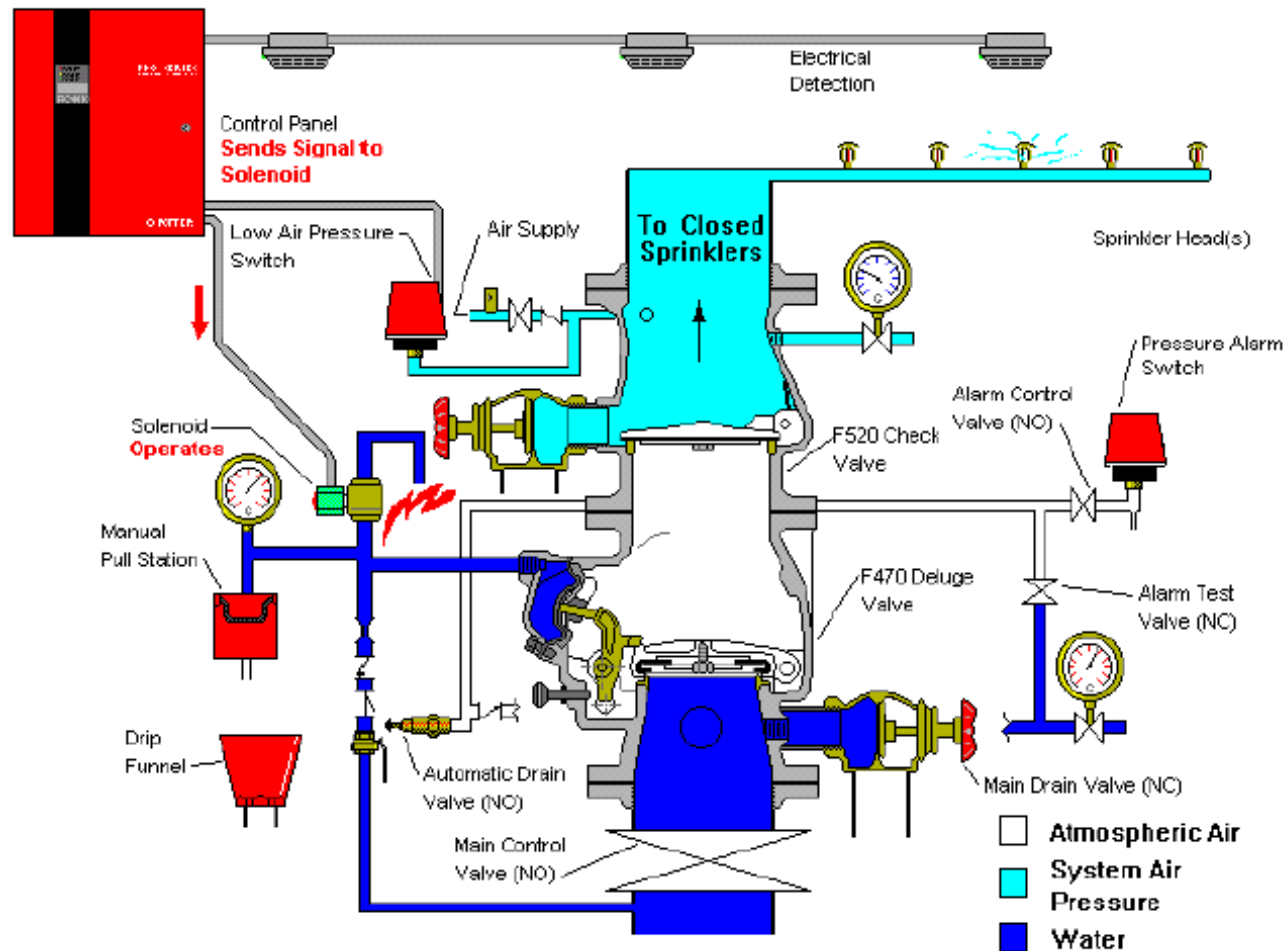 Electrical
Detection
Control Panel
Sends Signal to
Solenoid
Low Air Pressure
Switch
Air Supply
To Closed
Sprinklers
Sprinkler Head(s)
Pressure Alarm
Switch
Alarm Control
Valve (NO)
Solenoid
Operates
F520 Check
Valve
Manual
Pull Station
F470 Deluge
Valve
Alarm Test
Valve (NC)
Drip
Funnel
Automatic Drain
Valve (NO)
Main Drain Valve (NC)
Main Control
Valve (NO)
Atmospheric Air
System Air
Pressure
Water